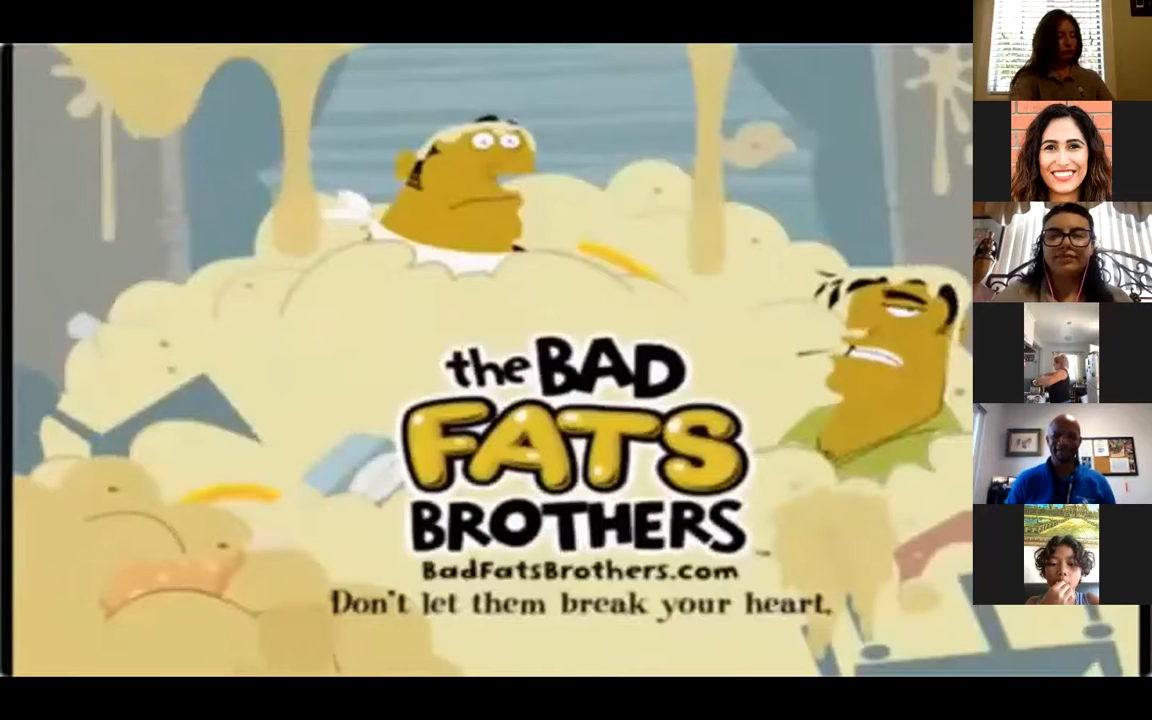 the BAD
FATS
BROTHERS
BadFatsBrothers.com
Don't let them break your heart.